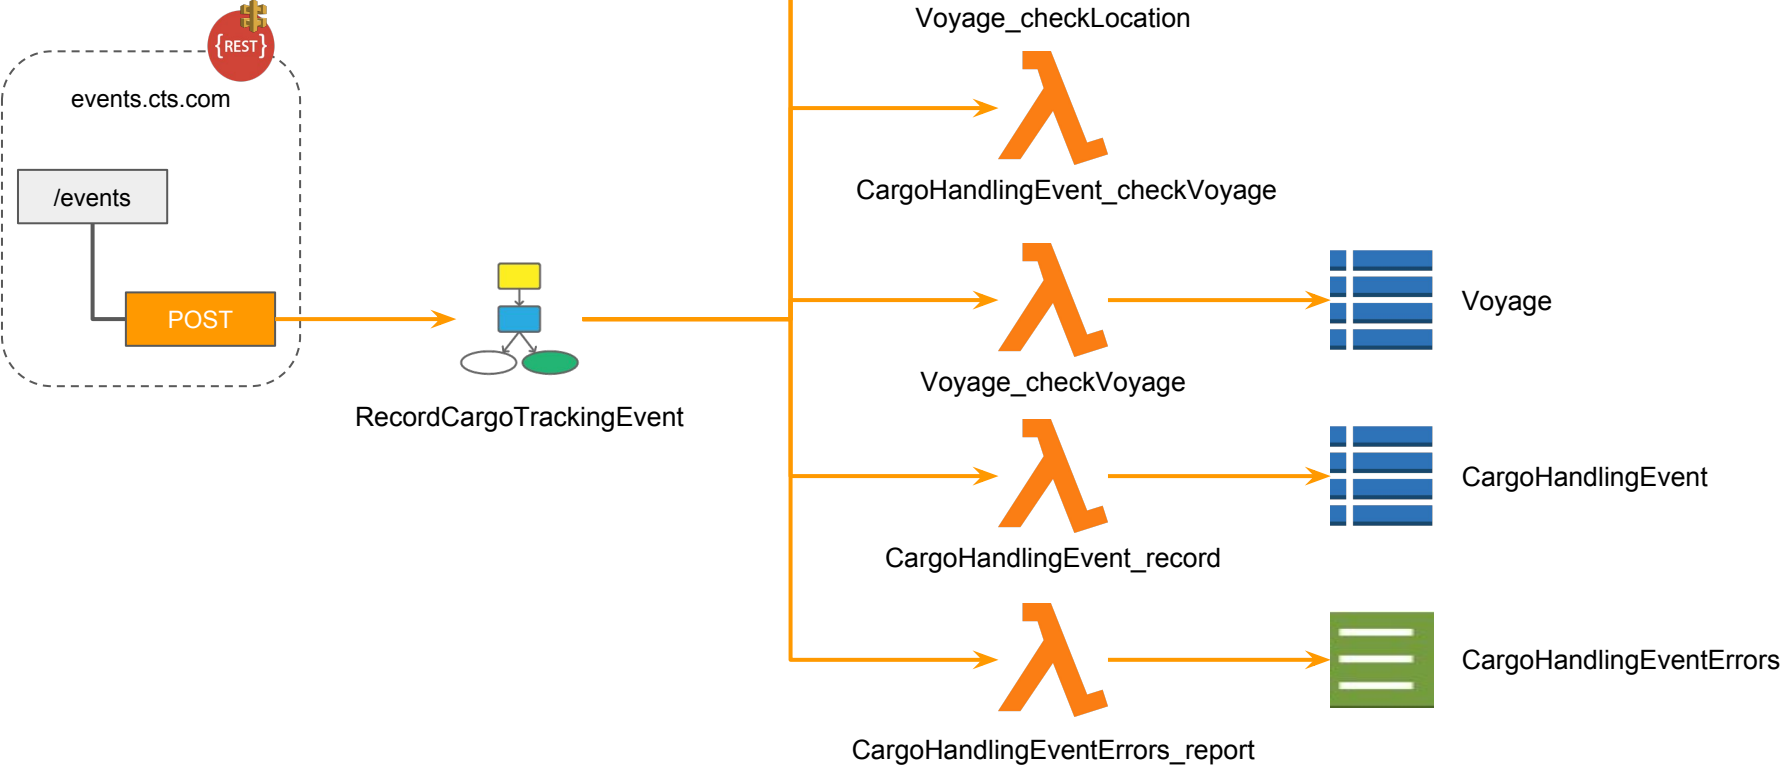 Voyage_checkLocation
{REST}
events.cts.com
/events
CargoHandlingEvent_checkVoyage
POST
Voyage
RecordCargoTrackingEvent
Voyage_checkVoyage
CargoHandlingEvent
CargoHandlingEvent_record
CargoHandlingEventErrors
CargoHandlingEventErrors_report